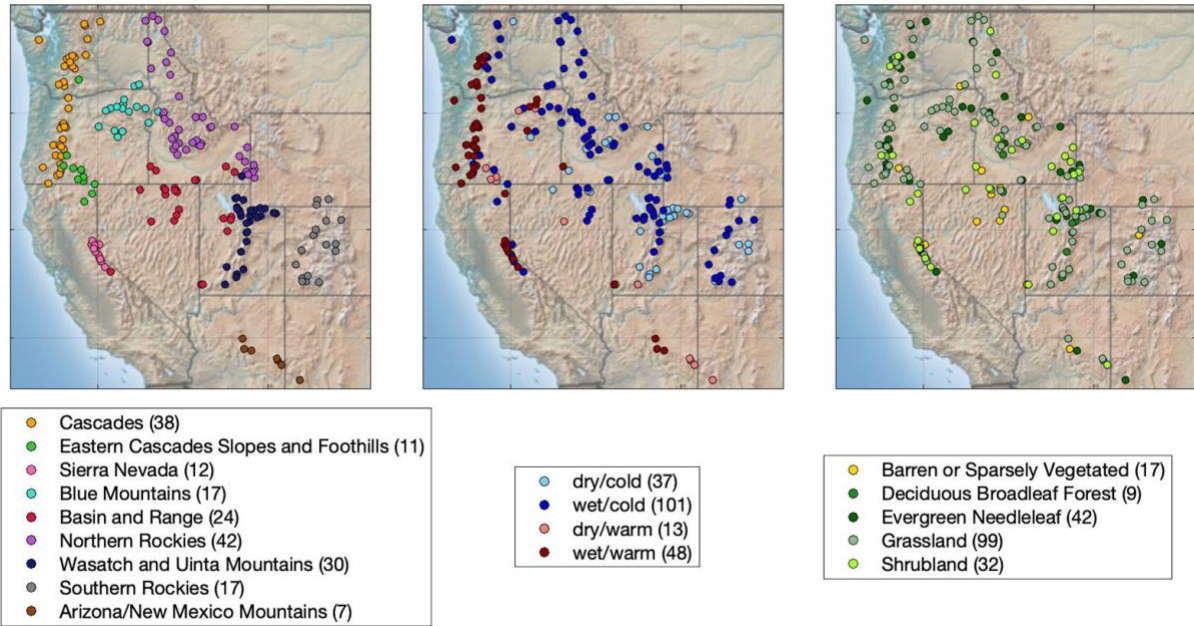 Cascades (38)
Eastern Cascades Slopes and Foothills (11)
Sierra Nevada (12)
Blue Mountains (17)
Basin and Range (24)
Northern Rockies (42)
Wasatch and Uinta Mountains (30)
Southern Rockies (17)
Arizona/New Mexico Mountains (7)
dry/cold (37)
wet/cold (101)
dry/warm (13)
wet/warm (48)
Barren or Sparsely Vegetated (17)
Deciduous Broadleaf Forest (9)
Evergreen Needleleaf (42)
Grassland (99)
Shrubland (32)